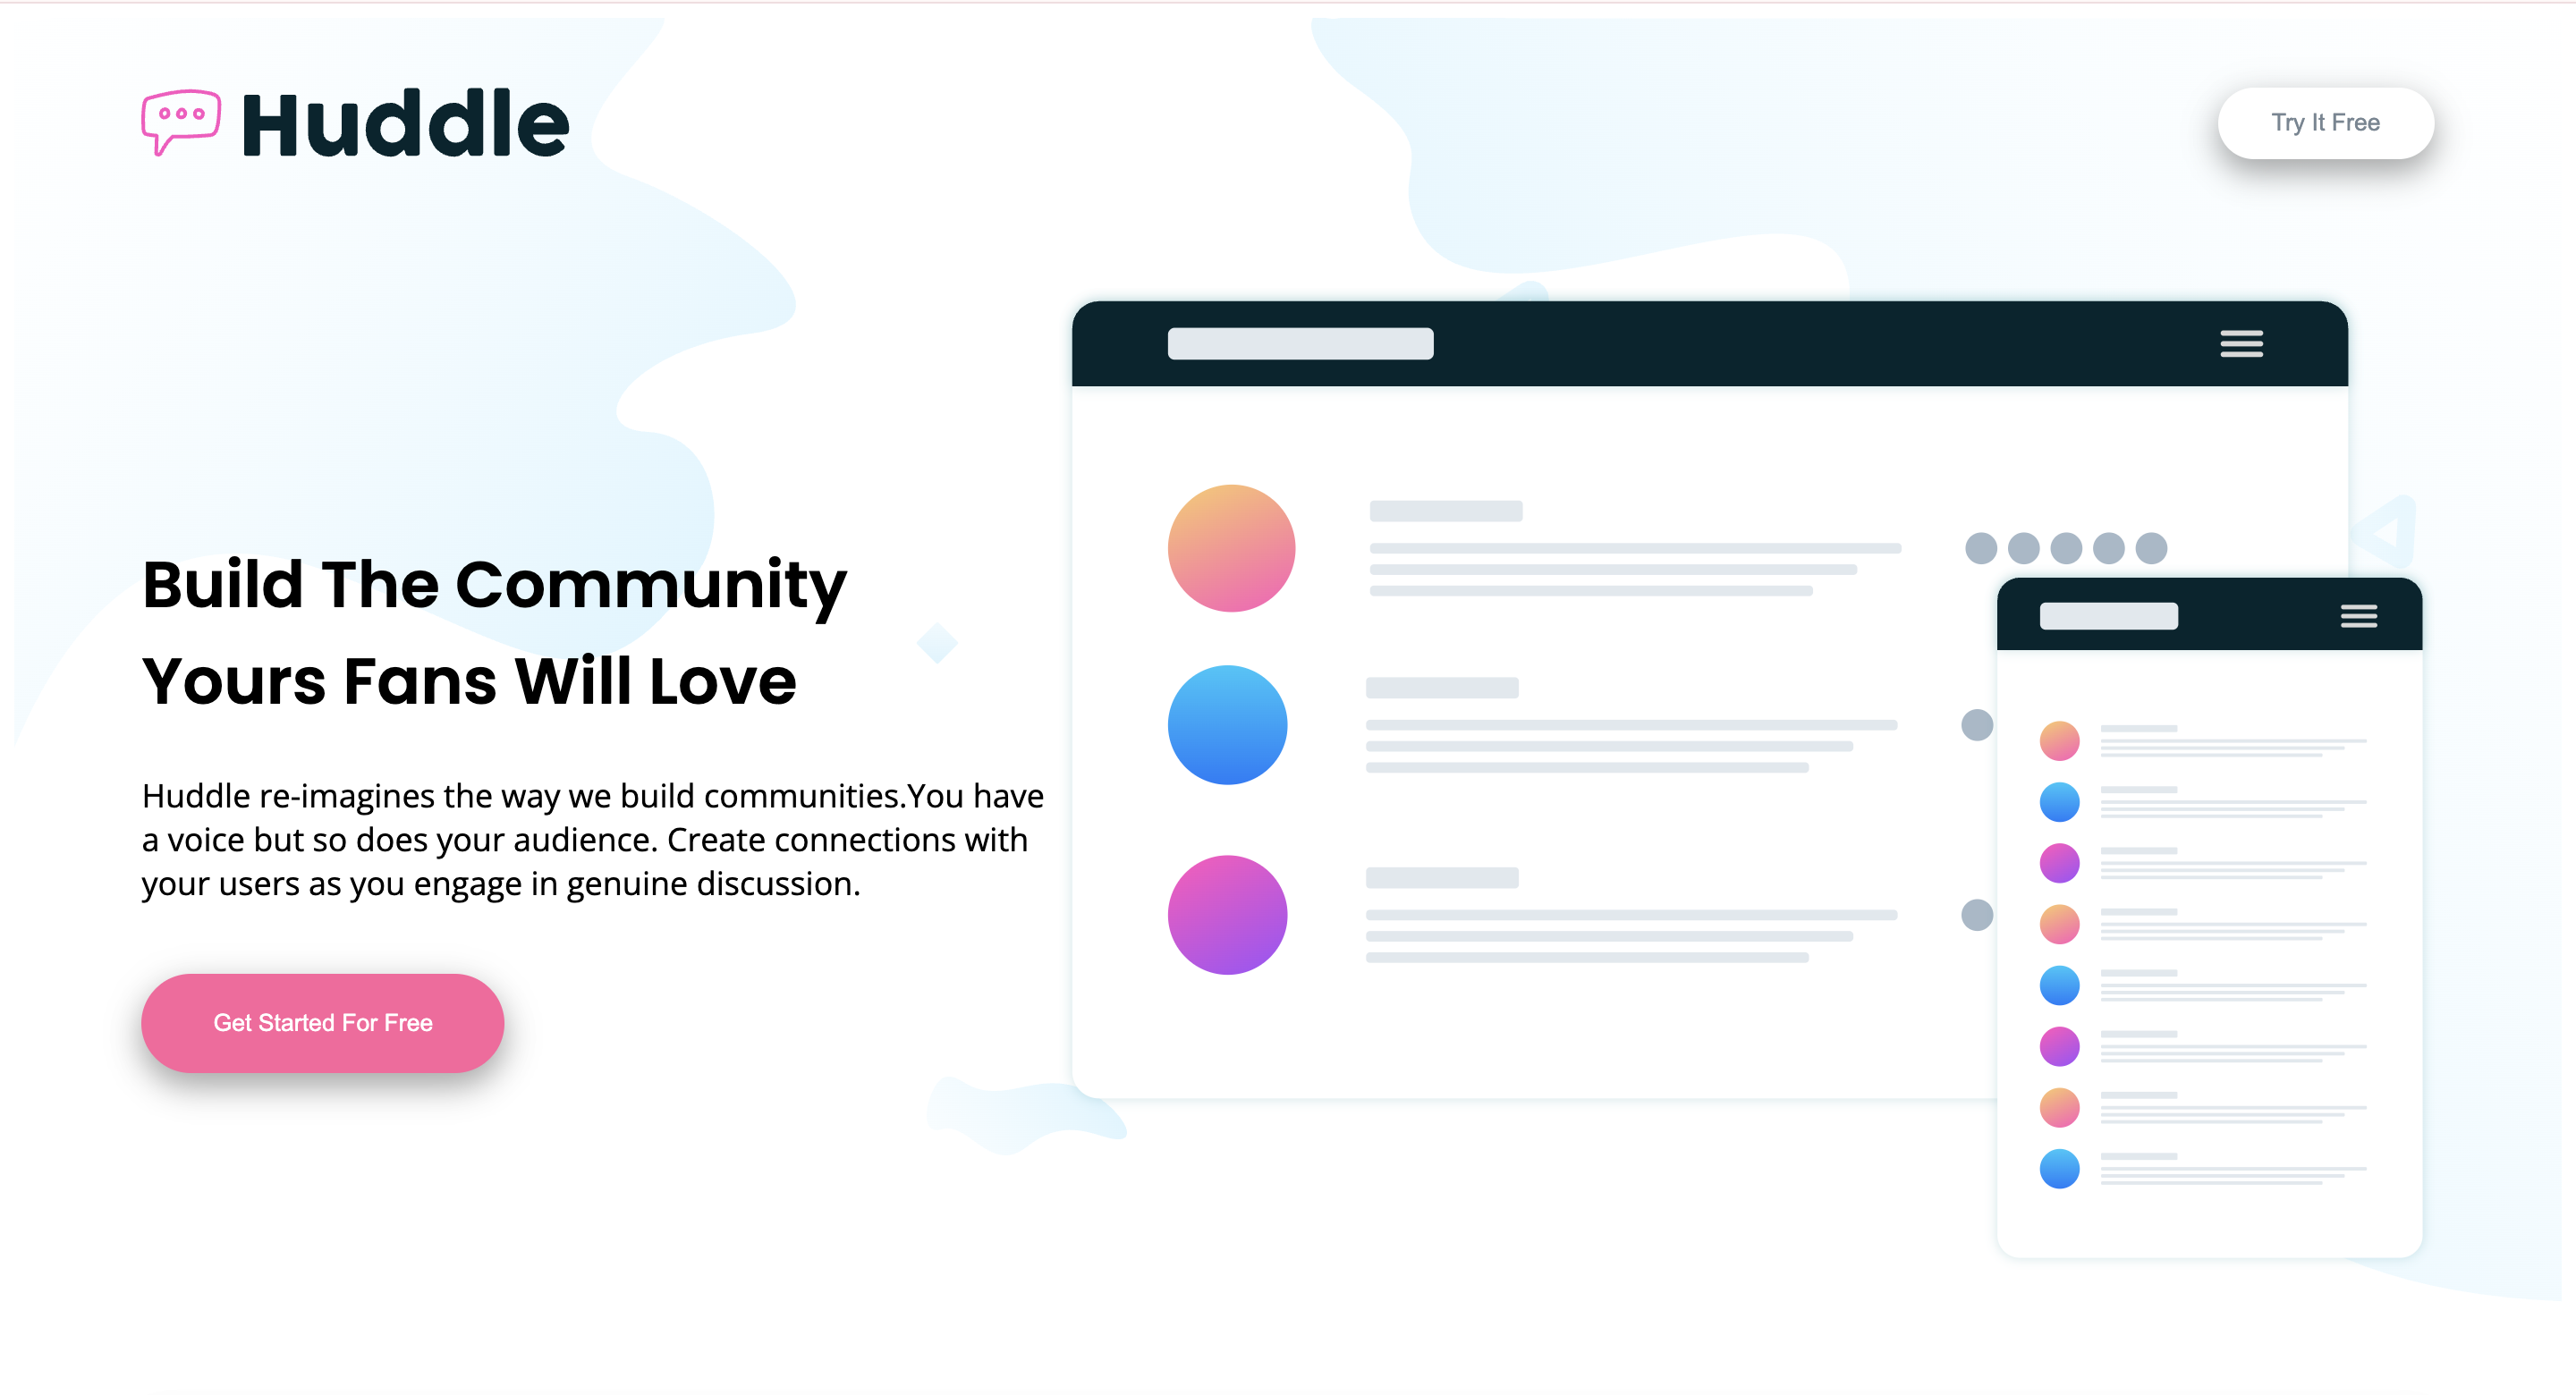 Huddle
Try It Free
Build The Community
Yours Fans Will Love
Huddle re-imagines the way we build communities.You have
a voice but so does your audience. Create connections with
your users as you engage in genuine discussion.
Get Started For Free